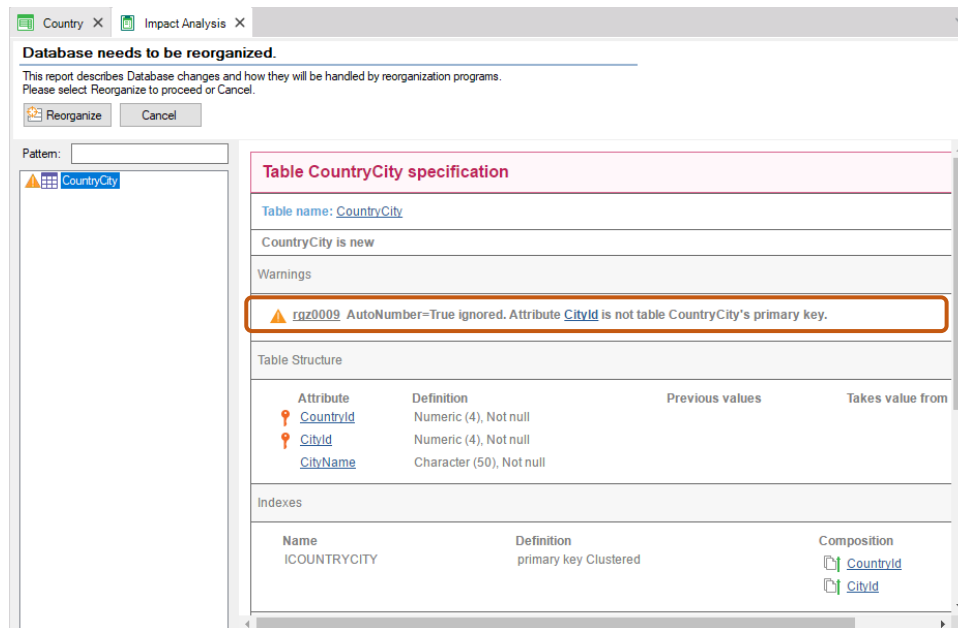 Country
Impact Analysis
Database needs to be reorganized.
This report describes Database changes and how they will be handled by reorganization programs.
Please select Reorganize to proceed or Cancel.
Reorganize Cancel
Pattern:
CountryCity
Table CountryCity specification
Table name: CountryCity
CountryCity is new
Warnings
rgz0009 AutoNumber=True ignored. Attribute CityId is not table CountryCity's primary key.
Table Structure
Attribute Definition Previous values Takes value from
CountryId Numeric (4), Not null
CityId Numeric (4), Not null
CityName Character (50), Not null
Indexes
Name Definition Composition
ICOUNTRYCITY primary key Clustered CountryId
CityId